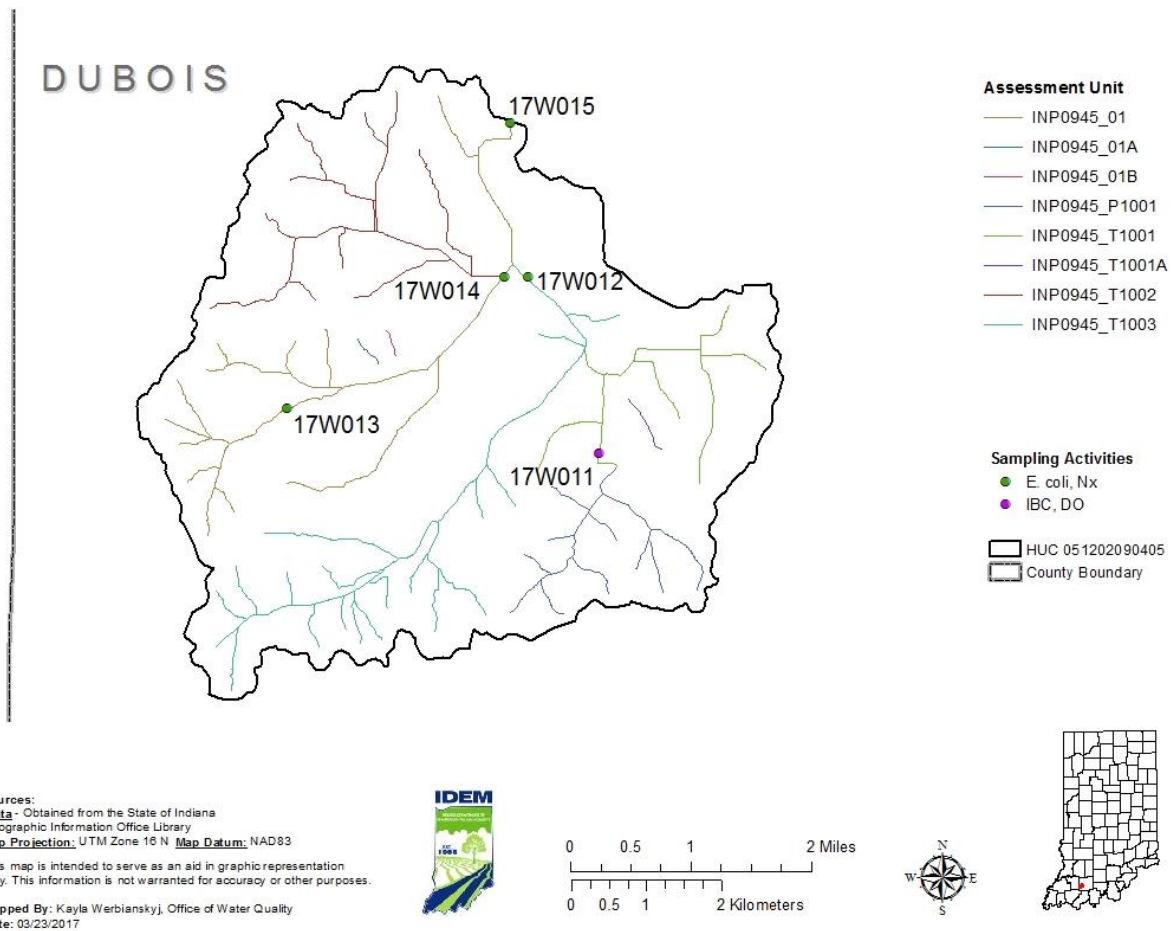 DUBOIS
17W015
17W014
17W012
17W013
17W011
Assessment Unit
INP0945_01
INP0945_01A
INP0945_01B
INP0945_P1001
INP0945_T1001
INP0945_T1001A
INP0945_T1002
INP0945_T1003
Sampling Activities
E. coli, Nx
IBC, DO
HUC 051202090405
County Boundary
urces:
ta - Obtained from the State of Indiana
ographic Information Office Library
p Projection: UTM Zone 16 N Map Datum: NAD83
s map is intended to serve as an aid in graphic representation
y. This information is not warranted for accuracy or other purposes.
pped By: Kayla Werbianskyj, Office of Water Quality
te: 03/23/2017
IDEM
0 0.5 1 2 Miles
0 0.5 1 2 Kilometers
N
W E
S